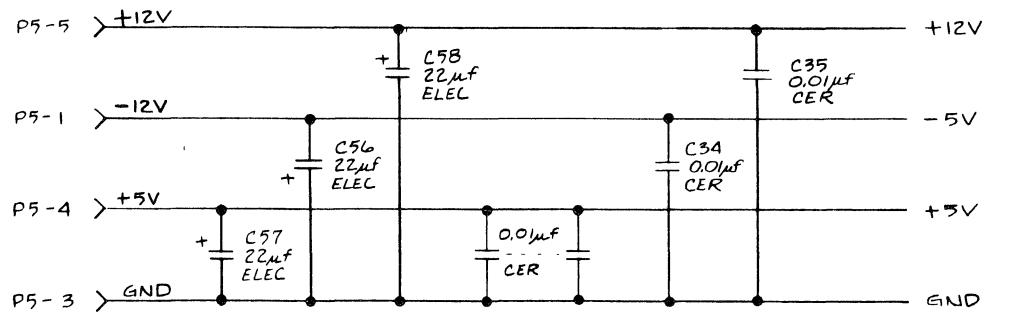 P5-5 +12V +12V
C58
22µf
ELEC
+
C35
0.01µf
CER
P5-1 -12V -5V
C56
22µf
ELEC
+
C34
0.01µf
CER
P5-4 +5V +5V
C57
22µf
ELEC
+
0.01µf
CER
P5-3 GND GND